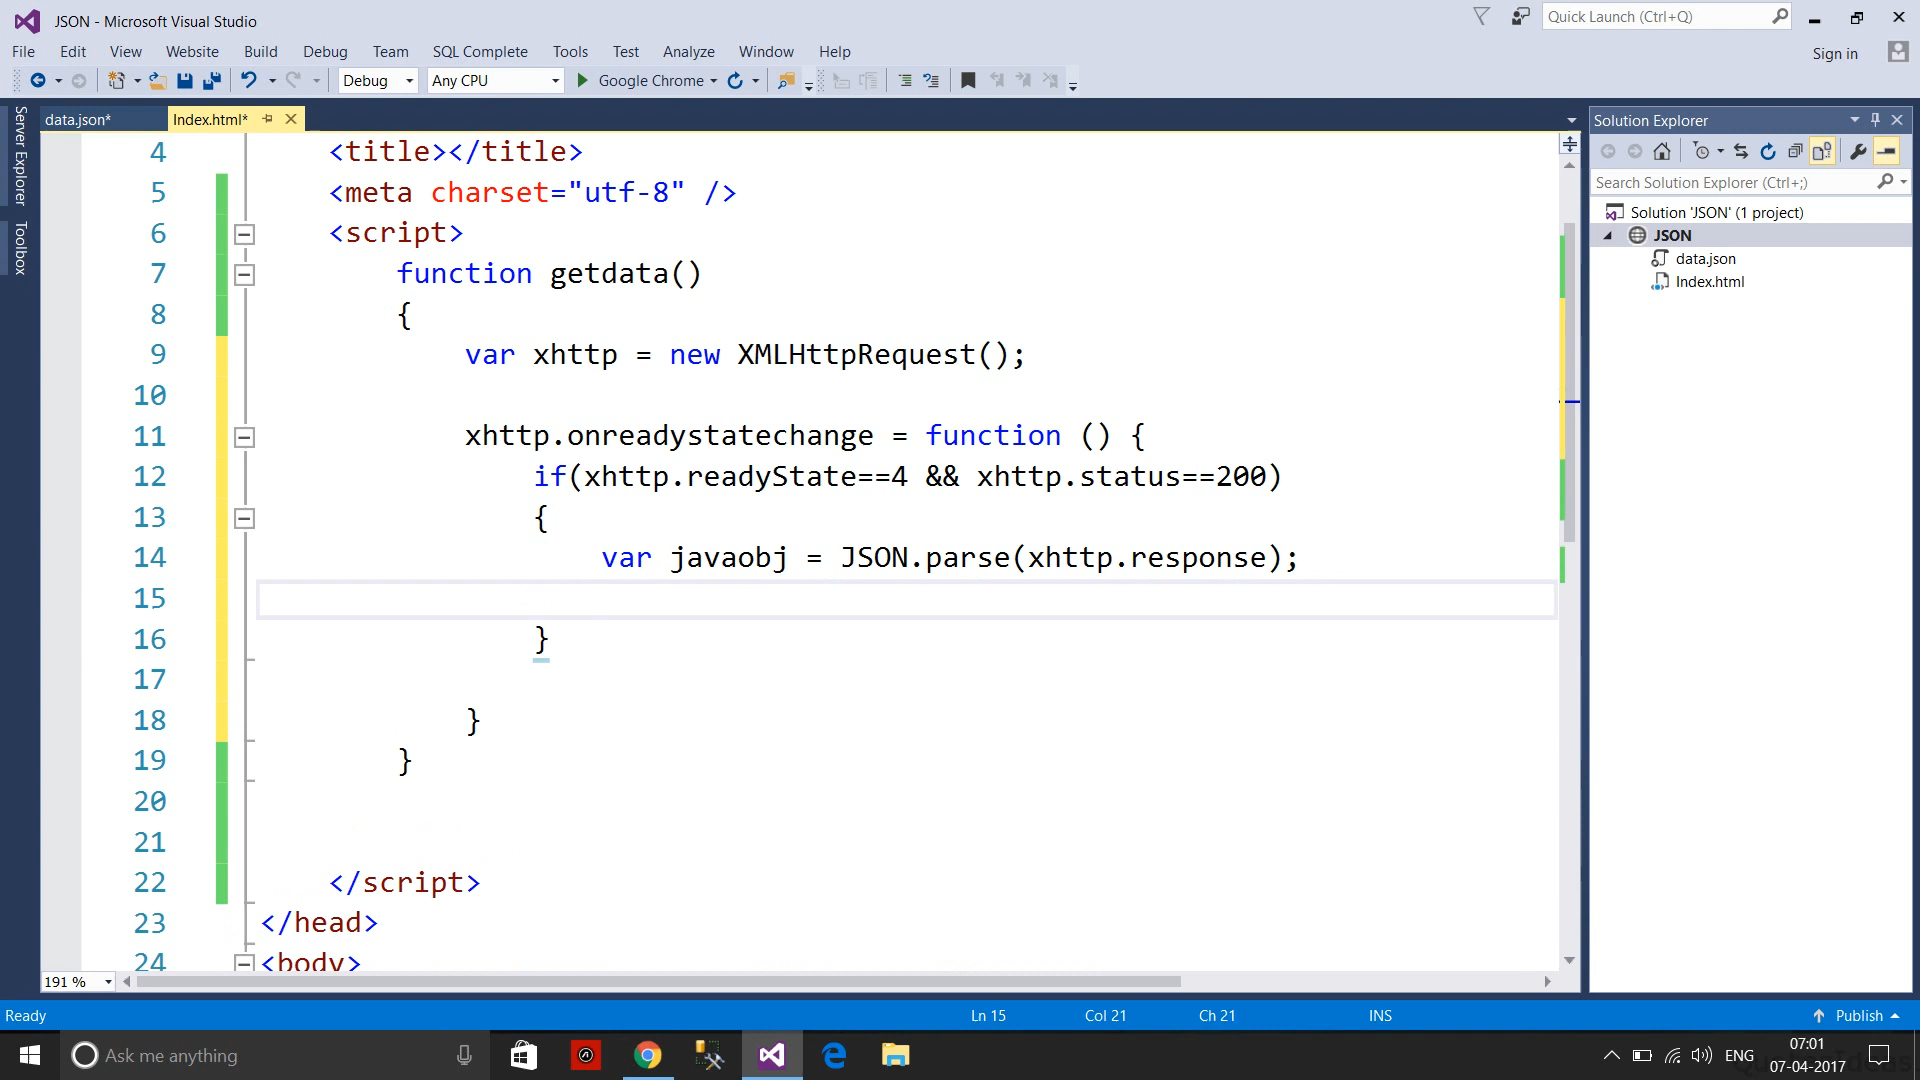 JSON - Microsoft Visual Studio
Quick Launch (Ctrl+Q)
File Edit View Website Build Debug Team SQL Complete Tools Test Analyze Window Help
Sign in
Debug Any CPU Google Chrome
Server Explorer
Toolbox
data.json* Index.html*
4 <title></title>
5 <meta charset="utf-8" />
6 <script>
7 function getdata()
8 {
9 var xhttp = new XMLHttpRequest();
10
11 xhttp.onreadystatechange = function () {
12 if(xhttp.readyState==4 && xhttp.status==200)
13 {
14 var javaobj = JSON.parse(xhttp.response);
15
16 }
17
18 }
19 }
20
21
22 </script>
23 </head>
24 <body>
191 %
Solution Explorer
Search Solution Explorer (Ctrl+;)
Solution 'JSON' (1 project)
JSON
data.json
Index.html
Ready Ln 15 Col 21 Ch 21 INS Publish
Ask me anything
ENG
07:01
07-04-2017